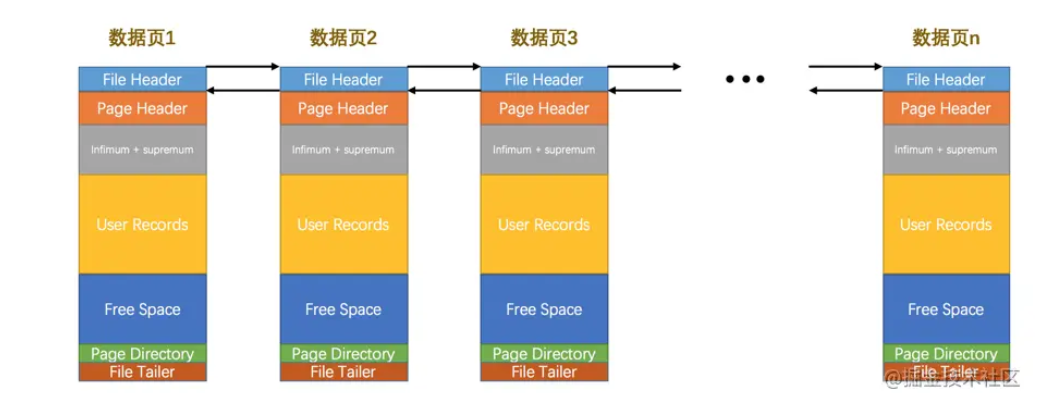 数据页1 数据页2 数据页3 数据页n
File Header File Header File Header File Header
Page Header Page Header Page Header Page Header
Infimum + supremum Infimum + supremum Infimum + supremum Infimum + supremum
User Records User Records User Records User Records
Free Space Free Space Free Space Free Space
Page Directory Page Directory Page Directory Page Directory
File Tailer File Tailer File Tailer File Tailer
@掘金技术社区